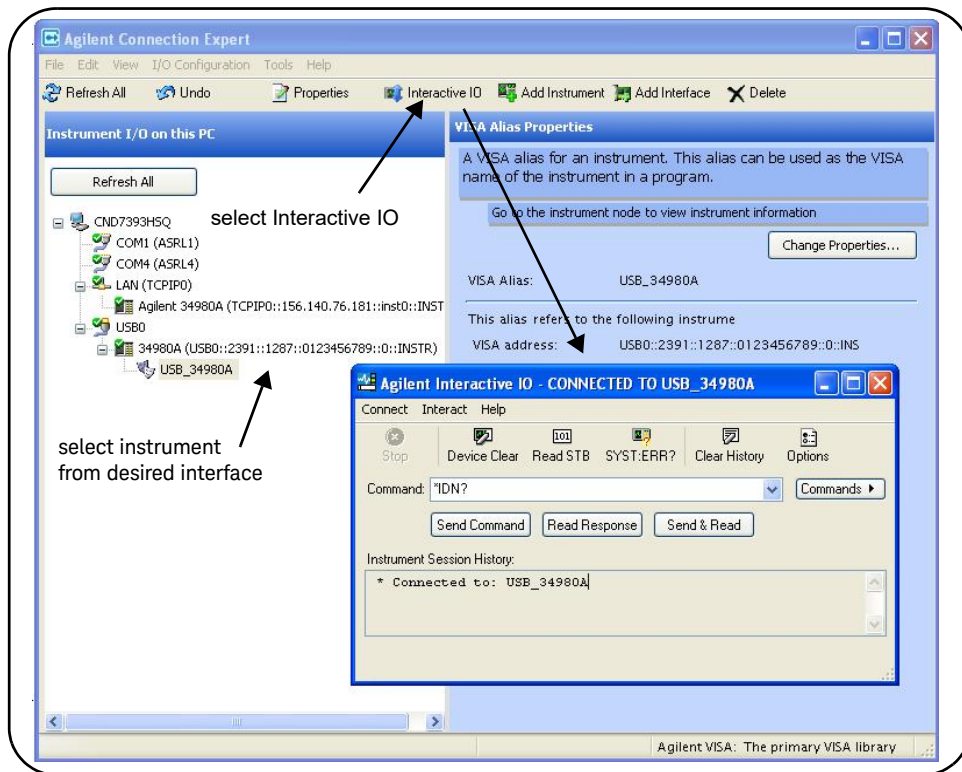 Agilent Connection Expert
File Edit View I/O Configuration Tools Help
Refresh All Undo Properties Interactive IO Add Instrument Add Interface Delete
Instrument I/O on this PC
Refresh All
select Interactive IO
CND7393HSQ
COM1 (ASRL1)
COM4 (ASRL4)
LAN (TCPIP0)
Agilent 34980A (TCPIP0::156.140.76.181::inst0::INST
USB0
34980A (USB0::2391::1287::0123456789::0::INSTR)
USB_34980A
select instrument
from desired interface
VISA Alias Properties
A VISA alias for an instrument. This alias can be used as the VISA
name of the instrument in a program.
Go to the instrument node to view instrument information
Change Properties...
VISA Alias: USB_34980A
This alias refers to the following instrume
VISA address: USB0::2391::1287::0123456789::0::INS
Agilent Interactive IO - CONNECTED TO USB_34980A
Connect Interact Help
101
Stop Device Clear Read STB SYST:ERR? Clear History Options
Command: *IDN? Commands
Send Command Read Response Send & Read
Instrument Session History:
* Connected to: USB_34980A
Agilent VISA: The primary VISA library